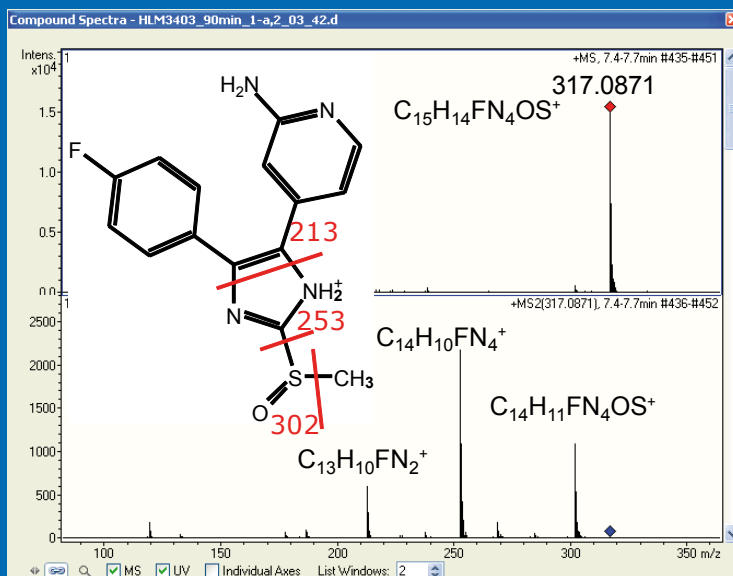 Compound Spectra - HLM3403_90min_1-a,2_03_42.d
Intens.
x10⁴
1
+MS, 7.4-7.7min #435-#451
317.0871
C₁₅H₁₄FN₄OS⁺
1.5
1.0
0.5
0.0
H₂N
N
F
213
NH₂⁺
N
253
S
CH₃
O
302
1
+MS2(317.0871), 7.4-7.7min #436-#452
2500
2000
1500
1000
500
0
C₁₄H₁₀FN₄⁺
C₁₄H₁₁FN₄OS⁺
C₁₃H₁₀FN₂⁺
100 150 200 250 300 350 m/z
MS UV Individual Axes List Windows: 2